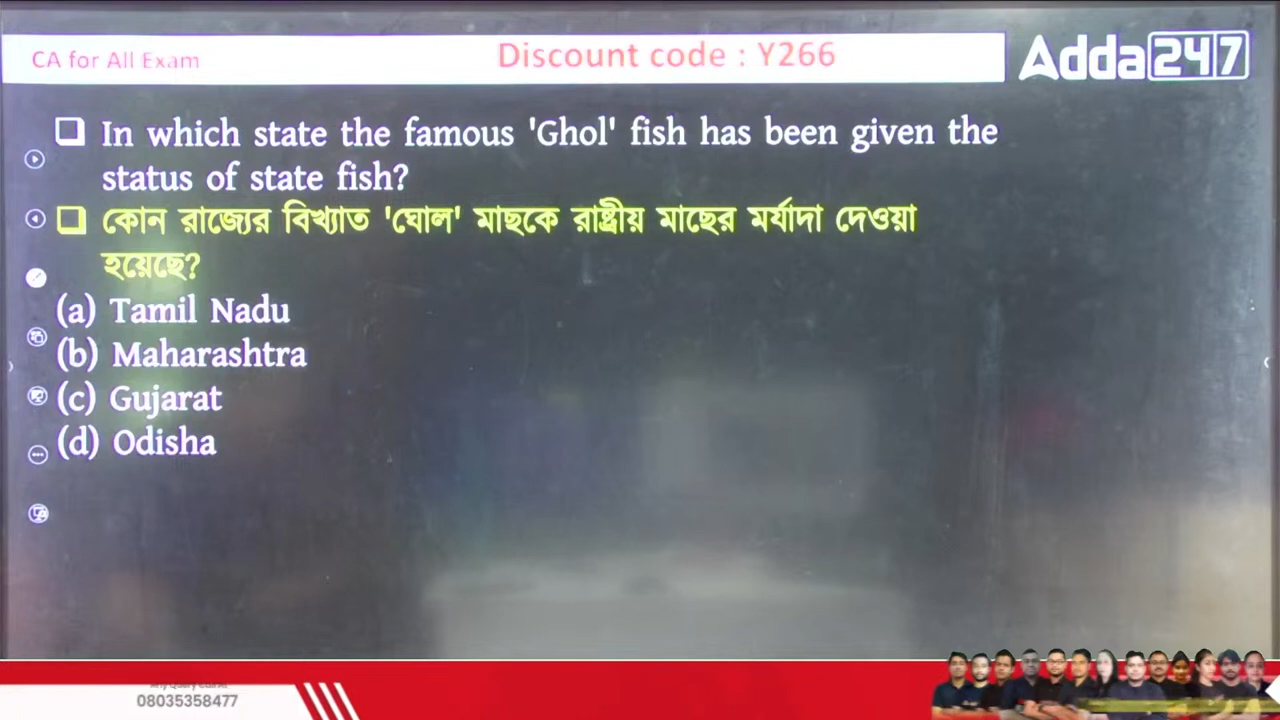 CA for All Exam
Discount code : Y266
Adda247
❑ In which state the famous 'Ghol' fish has been given the
status of state fish?
❑ কোন রাজ্যের বিখ্যাত 'ঘোল' মাছকে রাষ্ট্রীয় মাছের মর্যাদা দেওয়া
হয়েছে?
(a) Tamil Nadu
(b) Maharashtra
(c) Gujarat
(d) Odisha
08035358477